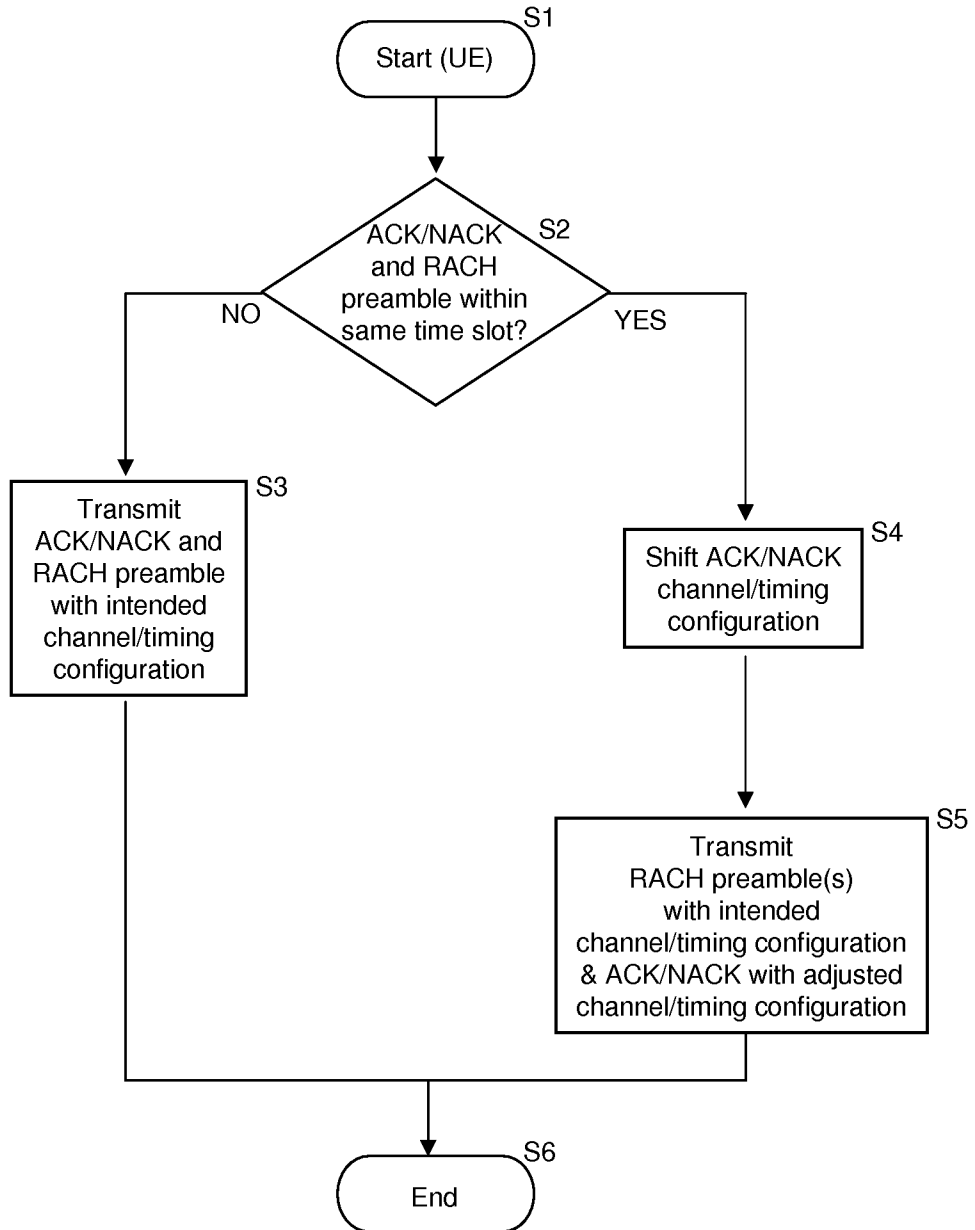 S1
Start (UE)
S2
ACK/NACK
and RACH
preamble within
same time slot?
NO
YES
S3
Transmit
ACK/NACK and
RACH preamble
with intended
channel/timing
configuration
S4
Shift ACK/NACK
channel/timing
configuration
S5
Transmit
RACH preamble(s)
with intended
channel/timing configuration
& ACK/NACK with adjusted
channel/timing configuration
S6
End